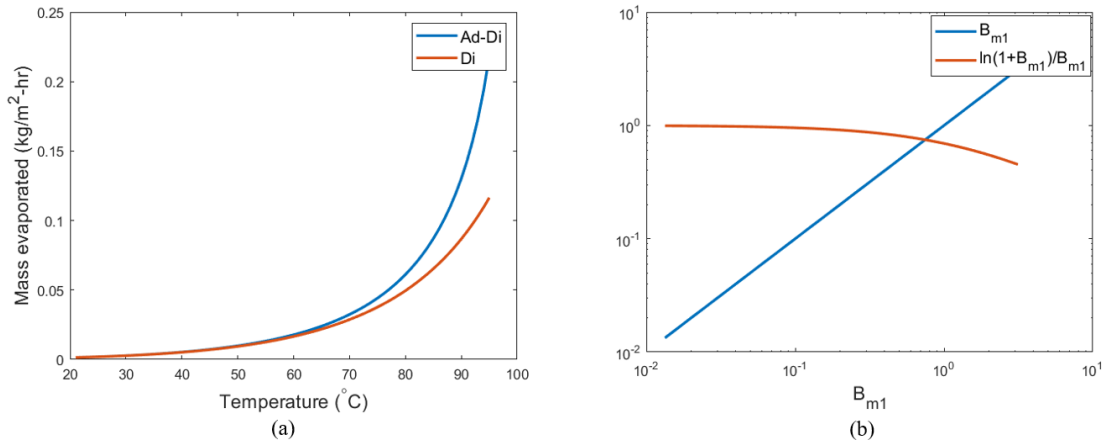 0.25
0.2
0.15
0.1
0.05
0
Mass evaporated (kg/m²-hr)
20 30 40 50 60 70 80 90 100
Temperature (°C)
Ad-Di
Di
(a)
10¹
10⁰
10⁻¹
10⁻²
10⁻² 10⁻¹ 10⁰ 10¹
Bₘ₁
Bₘ₁
ln(1+Bₘ₁)/Bₘ₁
(b)